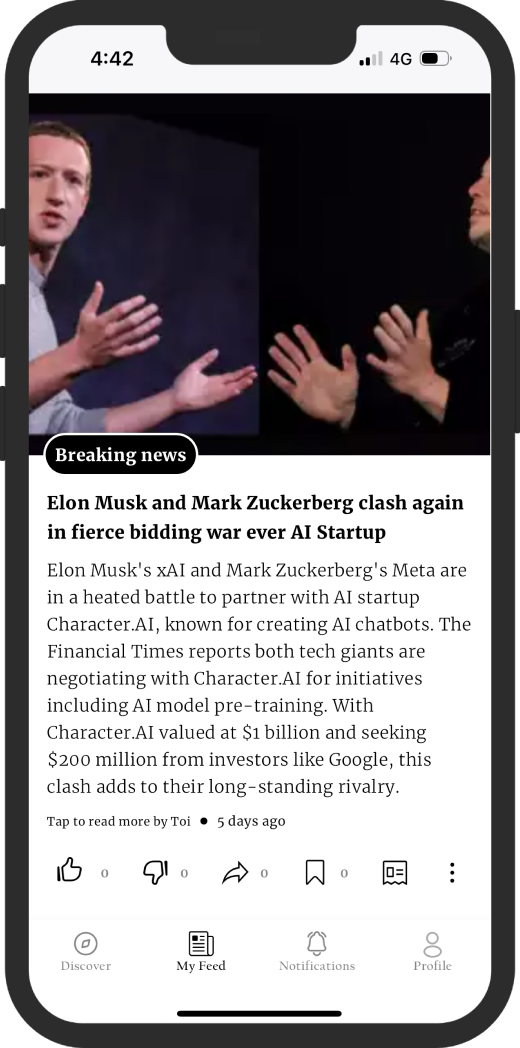 4:42
4G
Breaking news
Elon Musk and Mark Zuckerberg clash again
in fierce bidding war ever AI Startup
Elon Musk's xAI and Mark Zuckerberg's Meta are
in a heated battle to partner with AI startup
Character.AI, known for creating AI chatbots. The
Financial Times reports both tech giants are
negotiating with Character.AI for initiatives
including AI model pre-training. With
Character.AI valued at $1 billion and seeking
$200 million from investors like Google, this
clash adds to their long-standing rivalry.
Tap to read more by Toi ● 5 days ago
0 0 0 0
Discover My Feed Notifications Profile